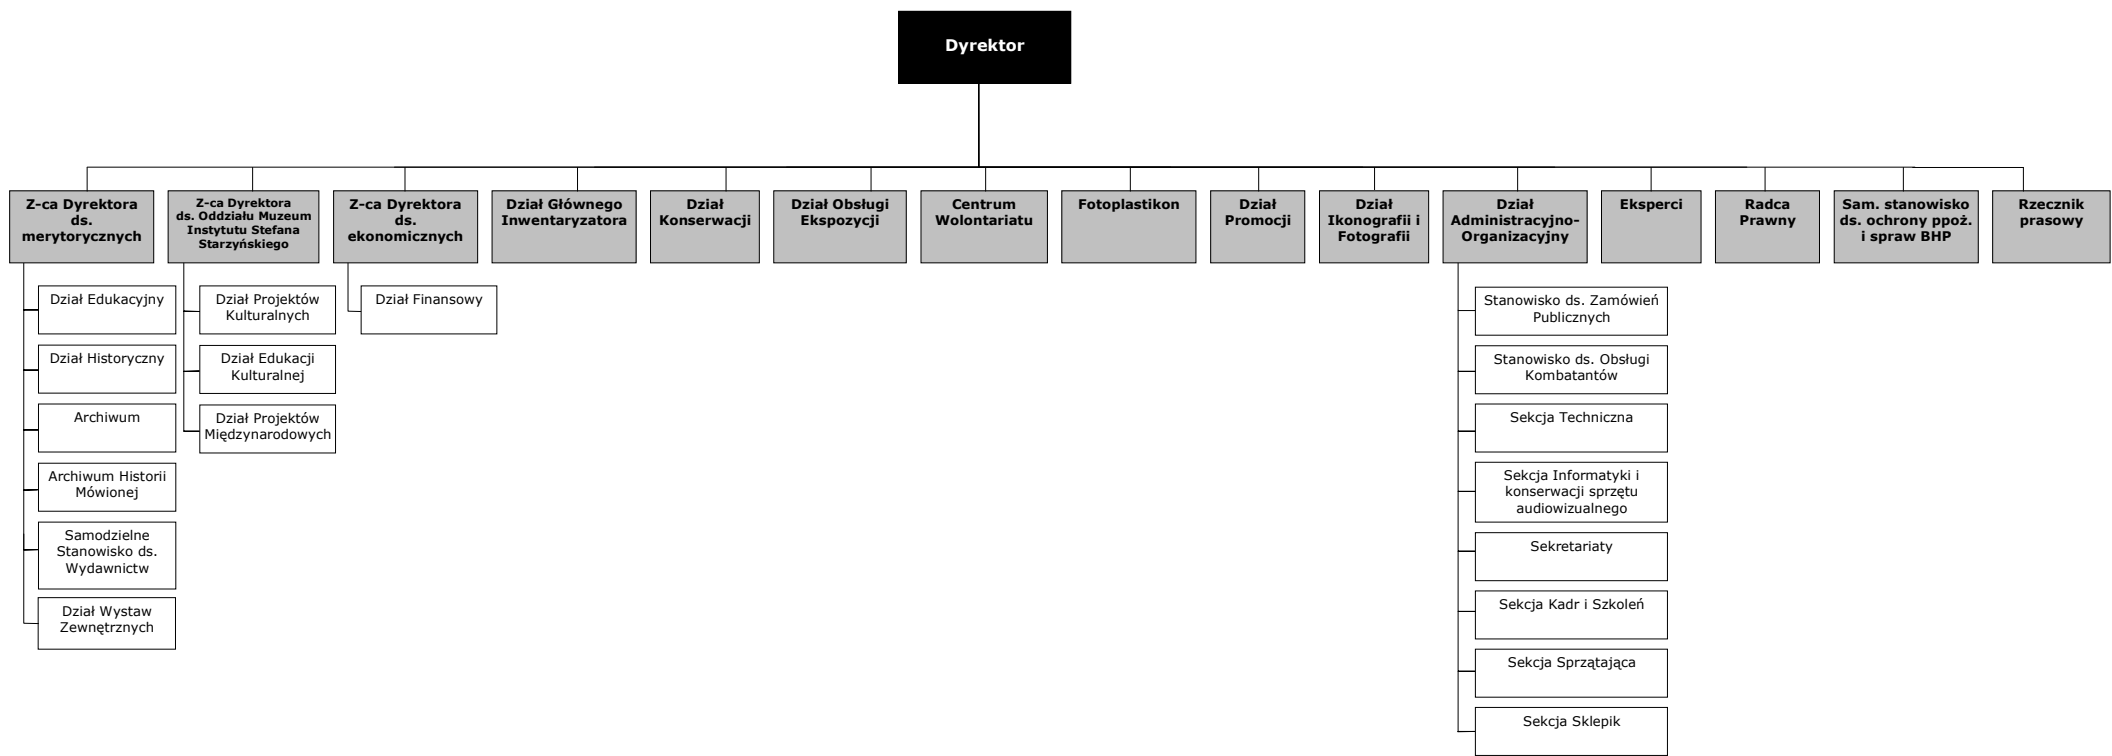 Dyrektor
Z-ca Dyrektora
ds.
merytorycznych
Z-ca Dyrektora
ds. Oddziału Muzeum
Instytutu Stefana
Starzyńskiego
Z-ca Dyrektora
ds.
ekonomicznych
Dział Głównego
Inwentaryzatora
Dział
Konserwacji
Dział Obsługi
Ekspozycji
Centrum
Wolontariatu
Fotoplastikon
Dział
Promocji
Dział
Ikonografii i
Fotografii
Dział
Administracyjno-
Organizacyjny
Eksperci
Radca
Prawny
Sam. stanowisko
ds. ochrony ppoż.
i spraw BHP
Rzecznik
prasowy
Dział Edukacyjny
Dział Historyczny
Archiwum
Archiwum Historii
Mówionej
Samodzielne
Stanowisko ds.
Wydawnictw
Dział Wystaw
Zewnętrznych
Dział Projektów
Kulturalnych
Dział Edukacji
Kulturalnej
Dział Projektów
Międzynarodowych
Dział Finansowy
Stanowisko ds. Zamówień
Publicznych
Stanowisko ds. Obsługi
Kombatantów
Sekcja Techniczna
Sekcja Informatyki i
konserwacji sprzętu
audiowizualnego
Sekretariaty
Sekcja Kadr i Szkoleń
Sekcja Sprzątająca
Sekcja Sklepik